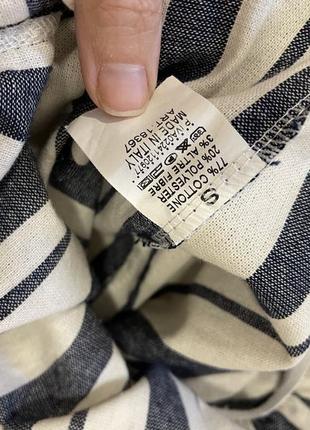 S
77% COTTONE
20% POLYESTER
3% ALTRE FIBRE
MADE IN ITALY
ART. 18367